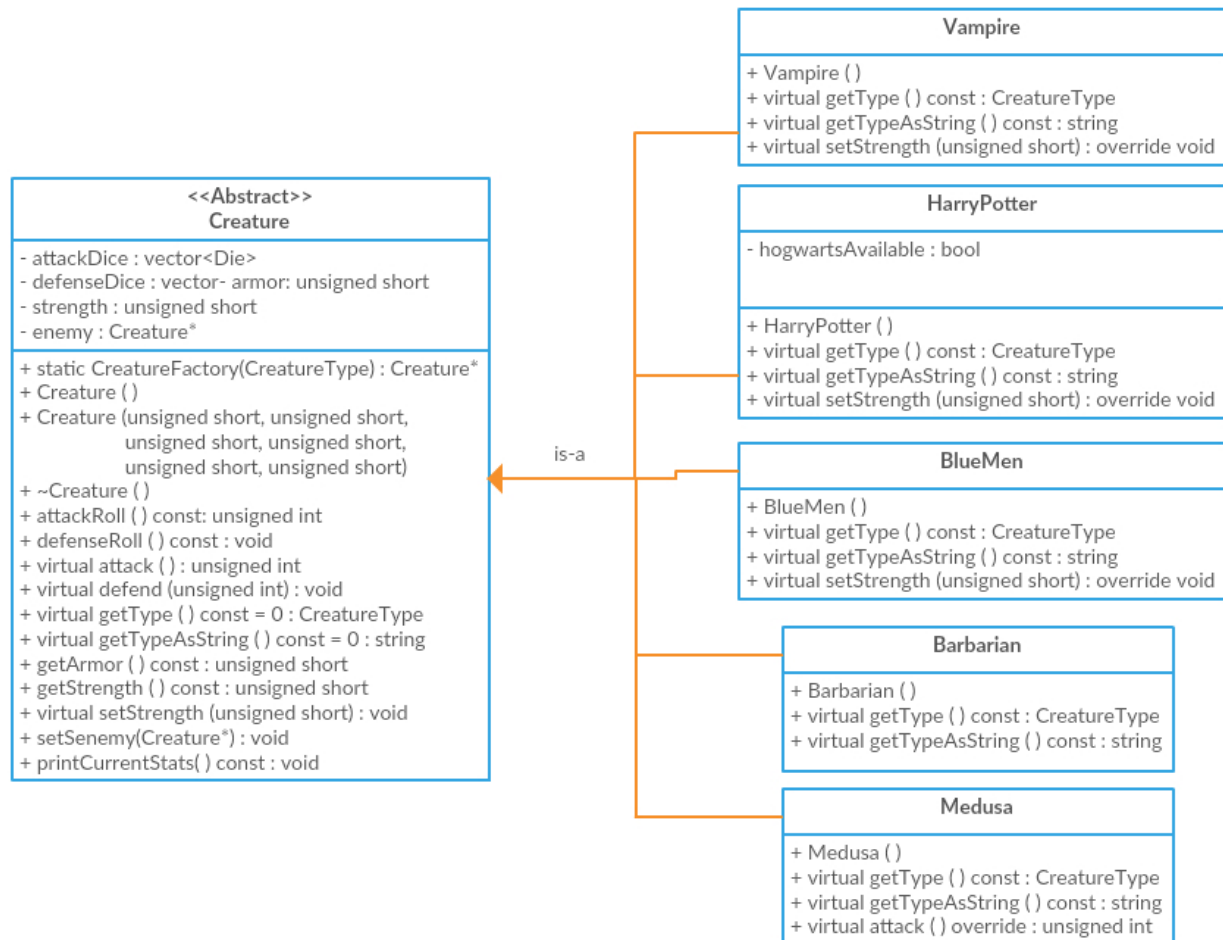 <<Abstract>>
Creature
- attackDice : vector<Die>
- defenseDice : vector- armor: unsigned short
- strength : unsigned short
- enemy : Creature*
+ static CreatureFactory(CreatureType) : Creature*
+ Creature ( )
+ Creature (unsigned short, unsigned short,
unsigned short, unsigned short,
unsigned short, unsigned short)
+ ~Creature ( )
+ attackRoll ( ) const: unsigned int
+ defenseRoll ( ) const : void
+ virtual attack ( ) : unsigned int
+ virtual defend (unsigned int) : void
+ virtual getType ( ) const = 0 : CreatureType
+ virtual getTypeAsString ( ) const = 0 : string
+ getArmor ( ) const : unsigned short
+ getStrength ( ) const : unsigned short
+ virtual setStrength (unsigned short) : void
+ setSenemy(Creature*) : void
+ printCurrentStats( ) const : void
is-a
Vampire
+ Vampire ( )
+ virtual getType ( ) const : CreatureType
+ virtual getTypeAsString ( ) const : string
+ virtual setStrength (unsigned short) : override void
HarryPotter
- hogwartsAvailable : bool
+ HarryPotter ( )
+ virtual getType ( ) const : CreatureType
+ virtual getTypeAsString ( ) const : string
+ virtual setStrength (unsigned short) : override void
BlueMen
+ BlueMen ( )
+ virtual getType ( ) const : CreatureType
+ virtual getTypeAsString ( ) const : string
+ virtual setStrength (unsigned short) : override void
Barbarian
+ Barbarian ( )
+ virtual getType ( ) const : CreatureType
+ virtual getTypeAsString ( ) const : string
Medusa
+ Medusa ( )
+ virtual getType ( ) const : CreatureType
+ virtual getTypeAsString ( ) const : string
+ virtual attack ( ) override : unsigned int